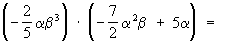 (-2/5 αβ³) · (-7/2 α²β + 5α) =